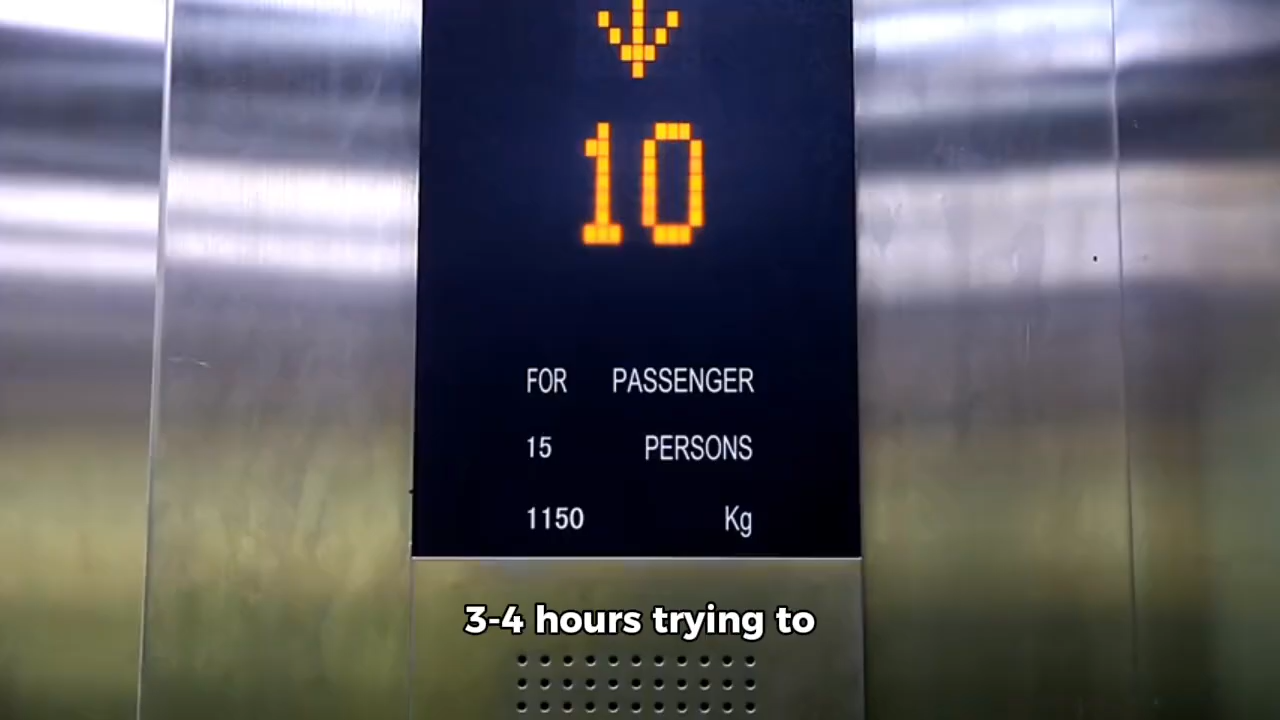 10
FOR PASSENGER
15 PERSONS
1150 Kg
3-4 hours trying to